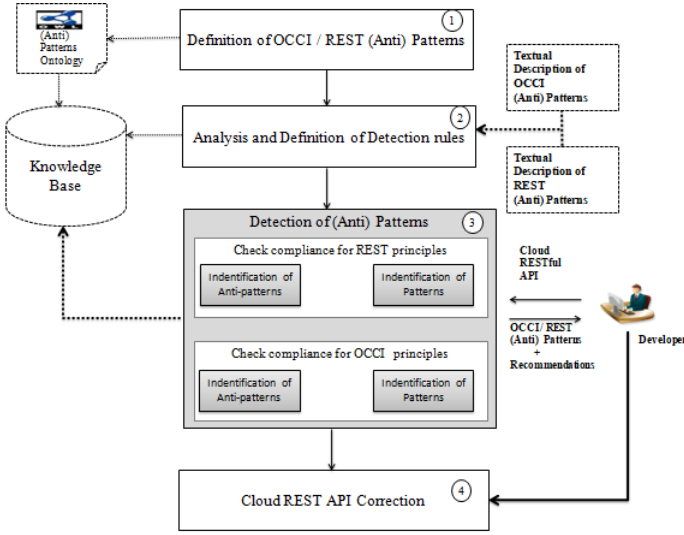 1
Definition of OCCI / REST (Anti) Patterns
OWL
(Anti)
Patterns
Ontology
Textual
Description of
OCCI
(Anti) Patterns
2
Analysis and Definition of Detection rules
Knowledge
Base
Textual
Description of
REST
(Anti) Patterns
Detection of (Anti) Patterns
3
Check compliance for REST principles
Indentification of
Anti-patterns
Indentification of
Patterns
Cloud
RESTful
API
OCCI/ REST
(Anti) Patterns
+
Recommendations
Developer
Check compliance for OCCI principles
Indentification of
Anti-patterns
Indentification of
Patterns
4
Cloud REST API Correction